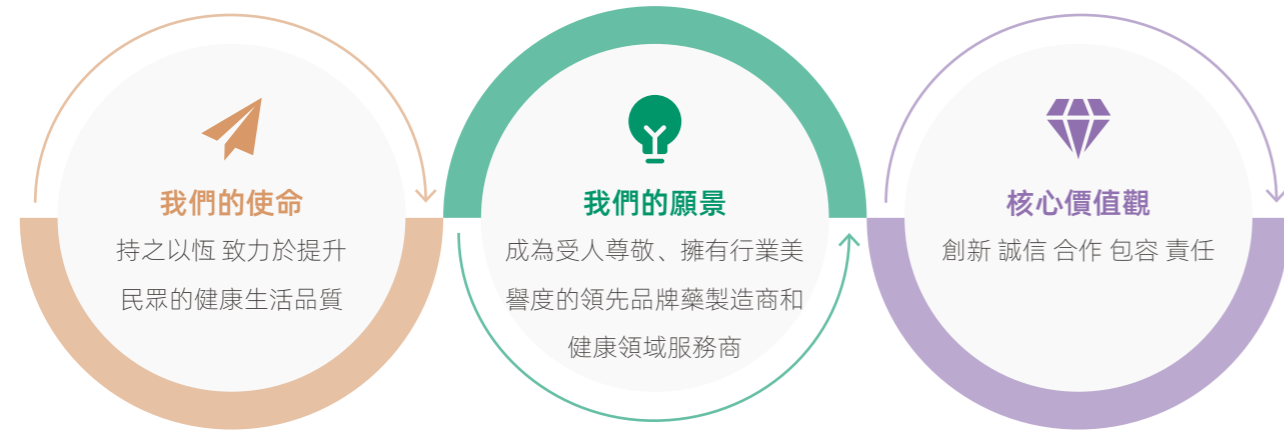 我們的使命
持之以恆 致力於提升
民眾的健康生活品質
我們的願景
成為受人尊敬、擁有行業美
譽度的領先品牌藥製造商和
健康領域服務商
核心價值觀
創新 誠信 合作 包容 責任